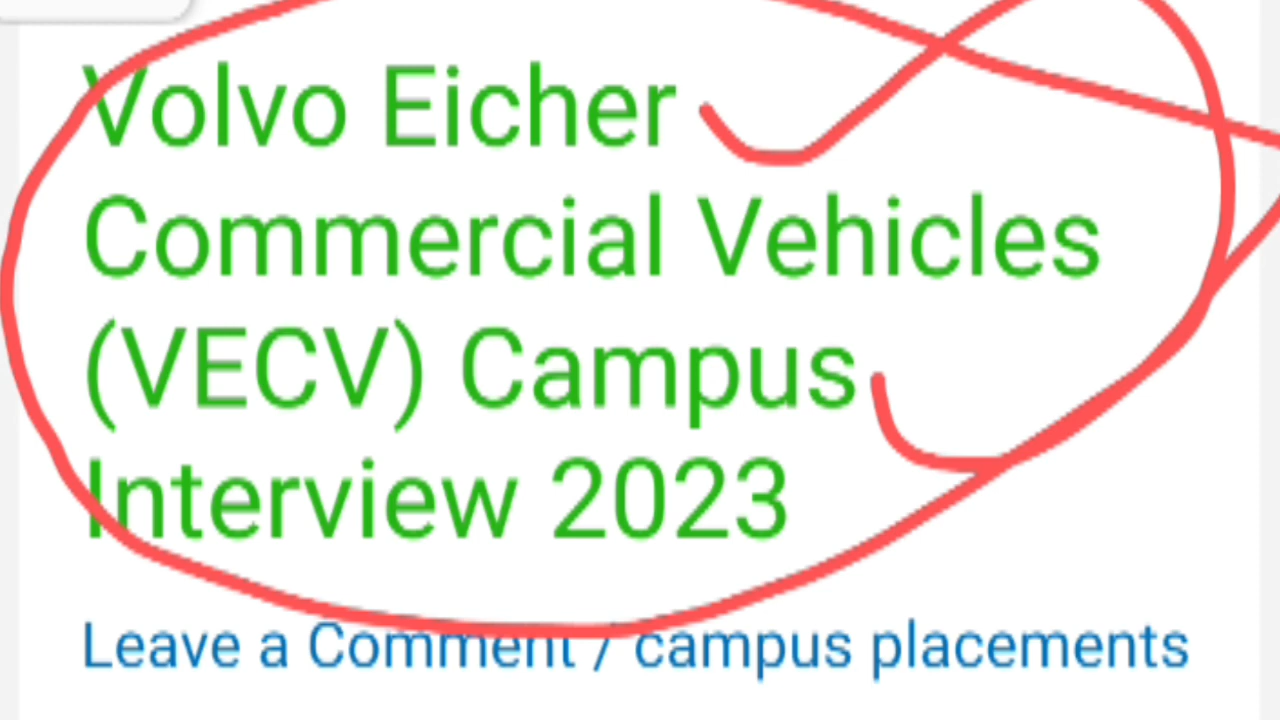 Volvo Eicher
Commercial Vehicles
(VECV) Campus
Interview 2023
Leave a Comment / campus placements